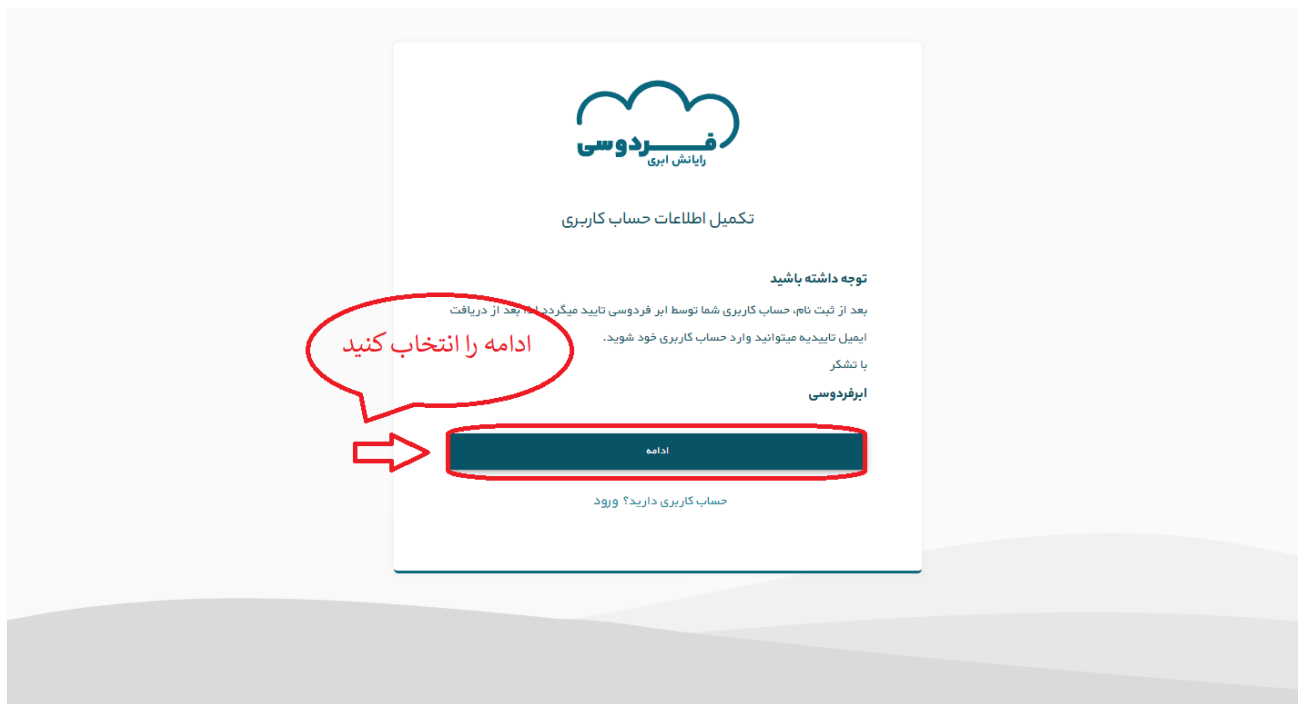 فــــردوسی
رایانش ابری
تکمیل اطلاعات حساب کاربری
توجه داشته باشید
بعد از ثبت نام، حساب کاربری شما توسط ابر فردوسی تایید میگردد لذا بعد از دریافت
ایمیل تاییدیه میتوانید وارد حساب کاربری خود شوید.
با تشکر
ابرفردوسی
ادامه را انتخاب کنید
ادامه
حساب کاربری دارید؟ ورود